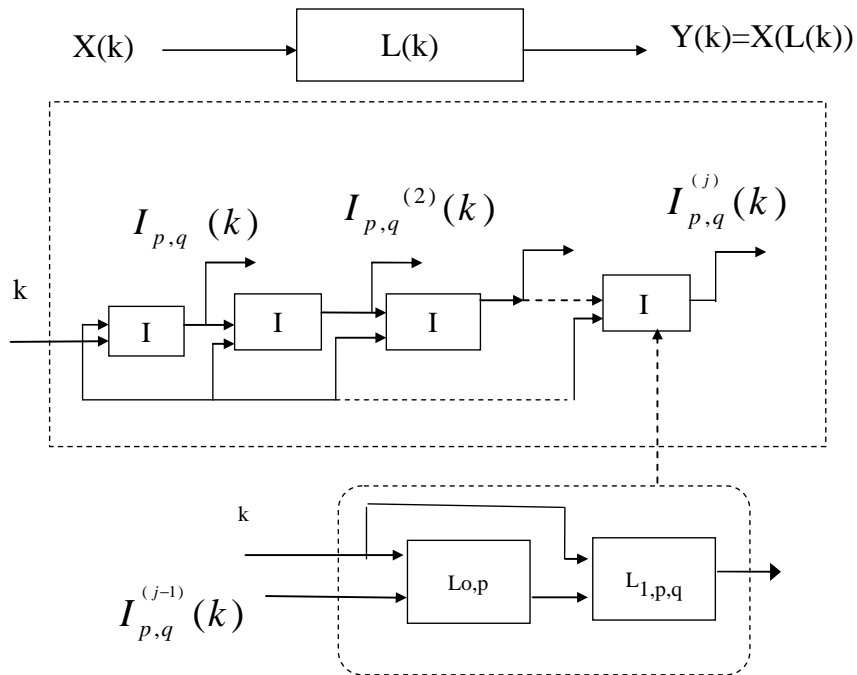 X(k) L(k) Y(k)=X(L(k))
I_{p,q} (k) I_{p,q}^{(2)}(k) I_{p,q}^{(j)}(k)
k
I I I I
k
Lo,p L_{1,p,q}
I_{p,q}^{(j-1)}(k)